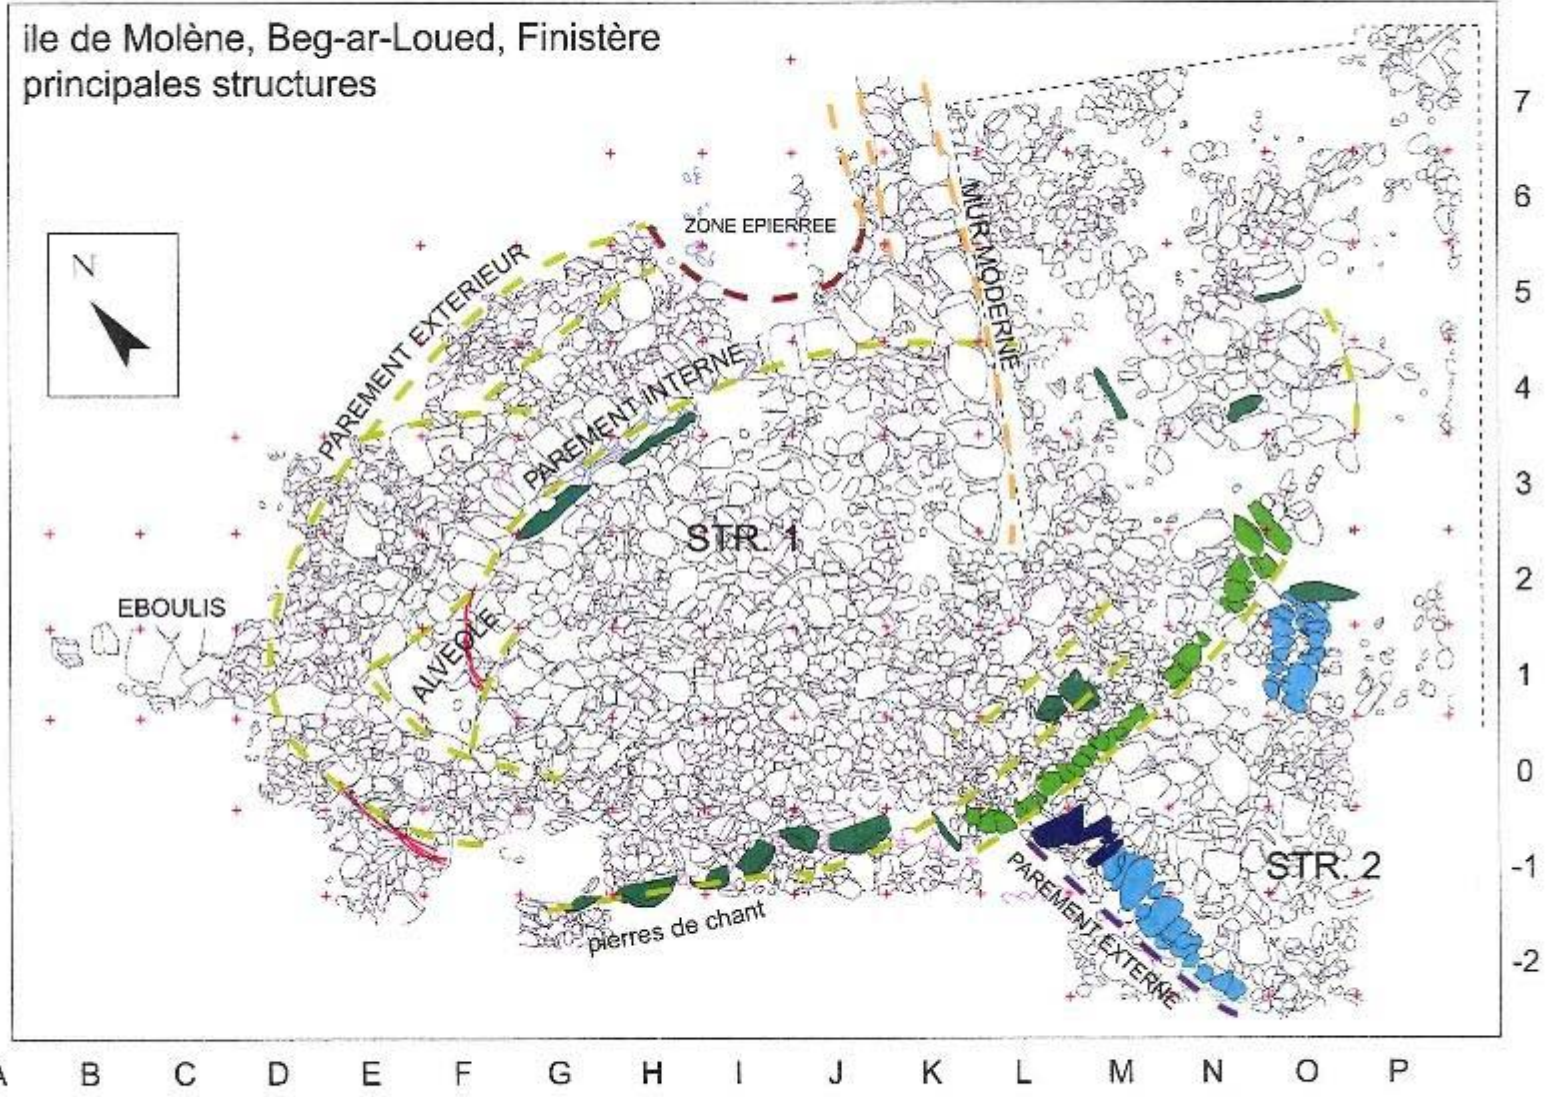 ile de Molène, Beg-ar-Loued, Finistère
principales structures
N
7
6
5
4
3
2
1
0
-1
-2
ZONE EPIERREE
MUR MODERNE
PAREMENT EXTERIEUR
PAREMENT INTERNE
STR. 1
EBOULIS
ALVEOLE
STR. 2
PAREMENT EXTERNE
pierres de chant
A B C D E F G H I J K L M N O P